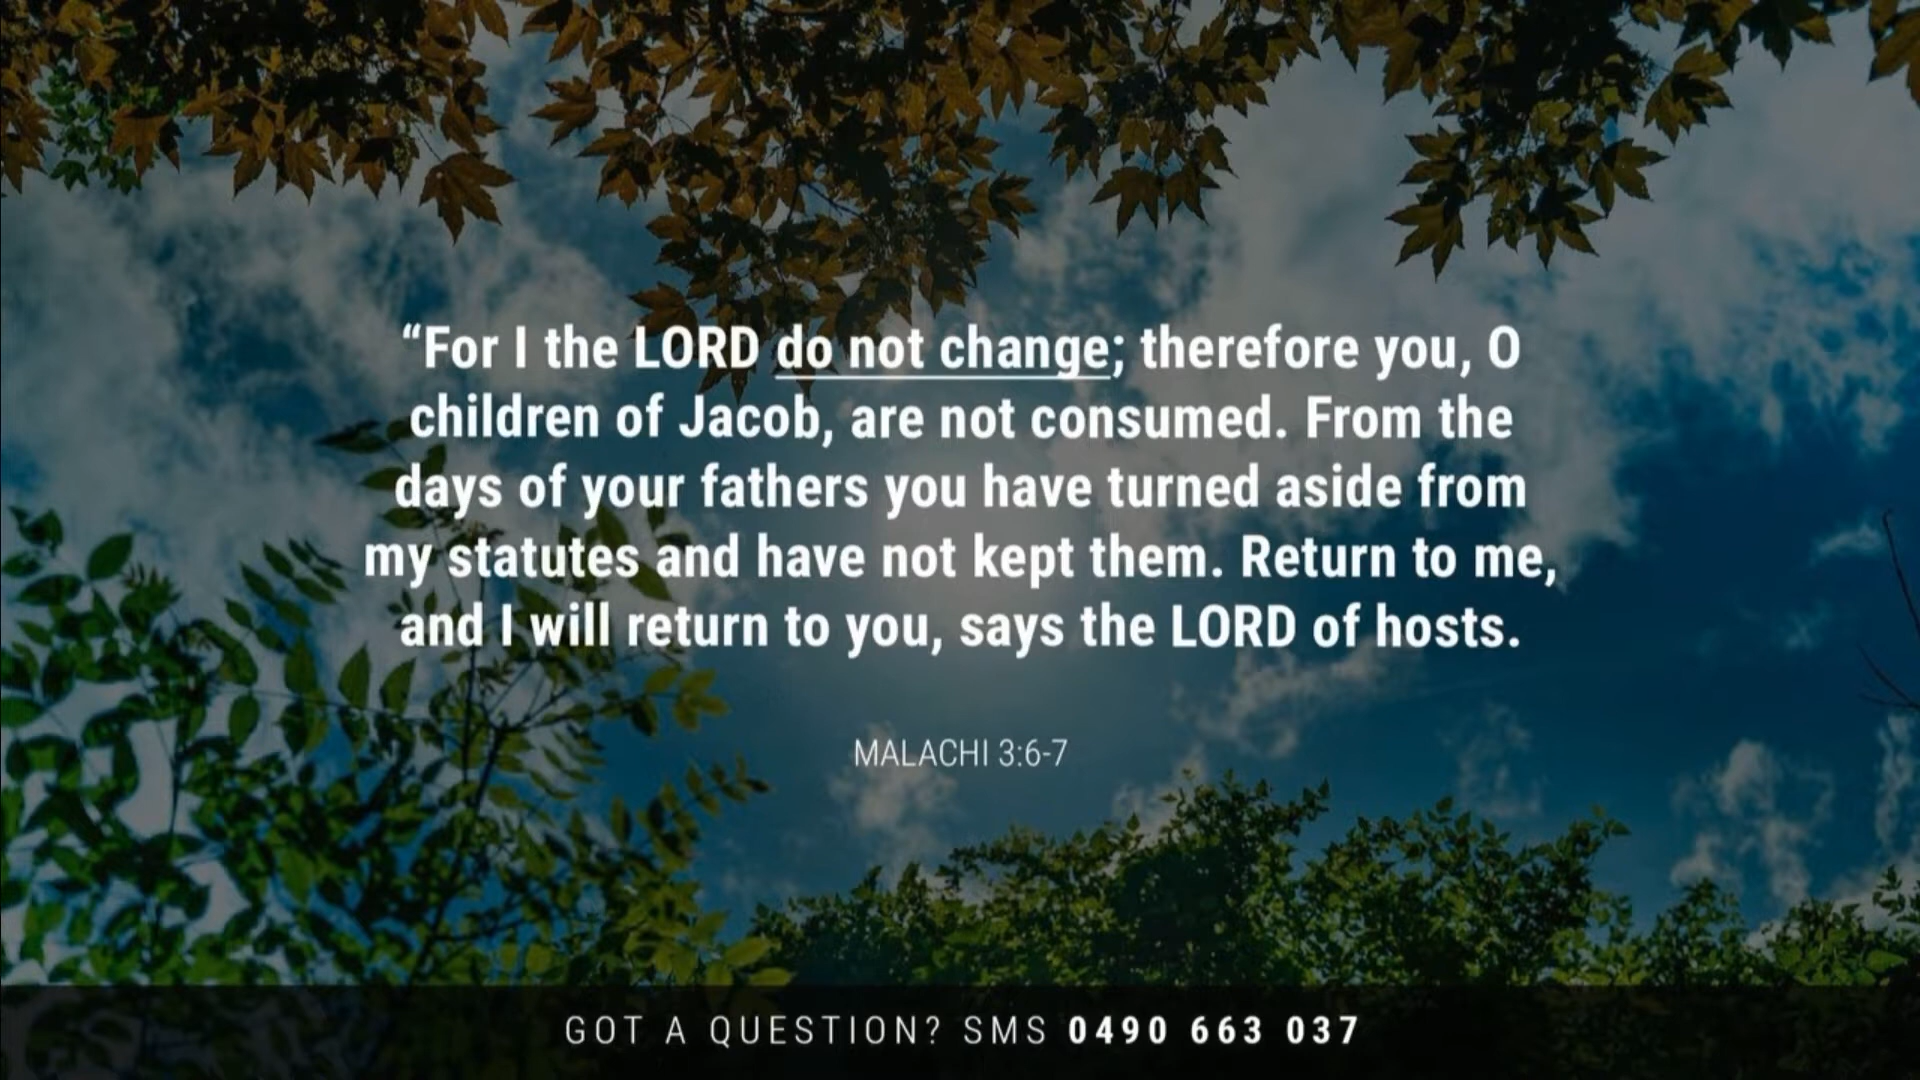 “For I the LORD do not change; therefore you, O
children of Jacob, are not consumed. From the
days of your fathers you have turned aside from
my statutes and have not kept them. Return to me,
and I will return to you, says the LORD of hosts.
MALACHI 3:6-7
GOT A QUESTION? SMS 0490 663 037